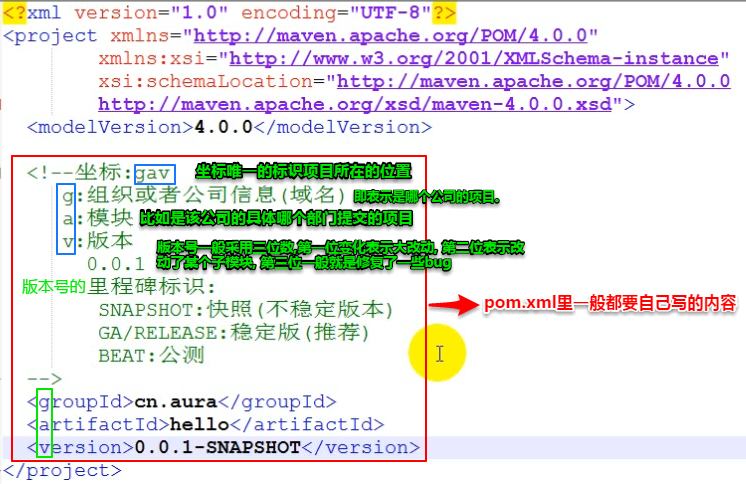 <?xml version="1.0" encoding="UTF-8"?>
<project xmlns="http://maven.apache.org/POM/4.0.0"
xmlns:xsi="http://www.w3.org/2001/XMLSchema-instance"
xsi:schemaLocation="http://maven.apache.org/POM/4.0.0
http://maven.apache.org/xsd/maven-4.0.0.xsd">
<modelVersion>4.0.0</modelVersion>
<!--坐标:gav 坐标唯一的标识项目所在的位置
g:组织或者公司信息(域名) 即表示是哪个公司的项目。
a:模块 比如是该公司的具体哪个部门提交的项目
v:版本 版本号一般采用三位数,第一位变化表示大改动, 第二位表示改
0.0.1 动了某个子模块, 第三位一般就是修复了一些bug
版本号的里程碑标识:
SNAPSHOT:快照(不稳定版本) pom.xml里一般都要自己写的内容
GA/RELEASE:稳定版(推荐)
BEAT:公测
-->
<groupId>cn.aura</groupId>
<artifactId>hello</artifactId>
<version>0.0.1-SNAPSHOT</version>
</project>